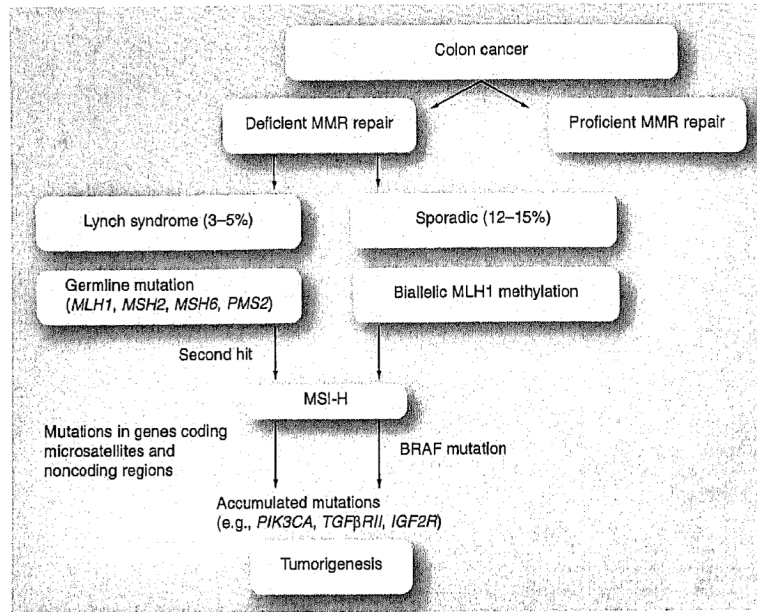 Colon cancer
Deficient MMR repair
Proficient MMR repair
Lynch syndrome (3–5%)
Sporadic (12–15%)
Germline mutation
(MLH1, MSH2, MSH6, PMS2)
Biallelic MLH1 methylation
Second hit
MSI-H
Mutations in genes coding
microsatellites and
noncoding regions
BRAF mutation
Accumulated mutations
(e.g., PIK3CA, TGFβRII, IGF2R)
Tumorigenesis